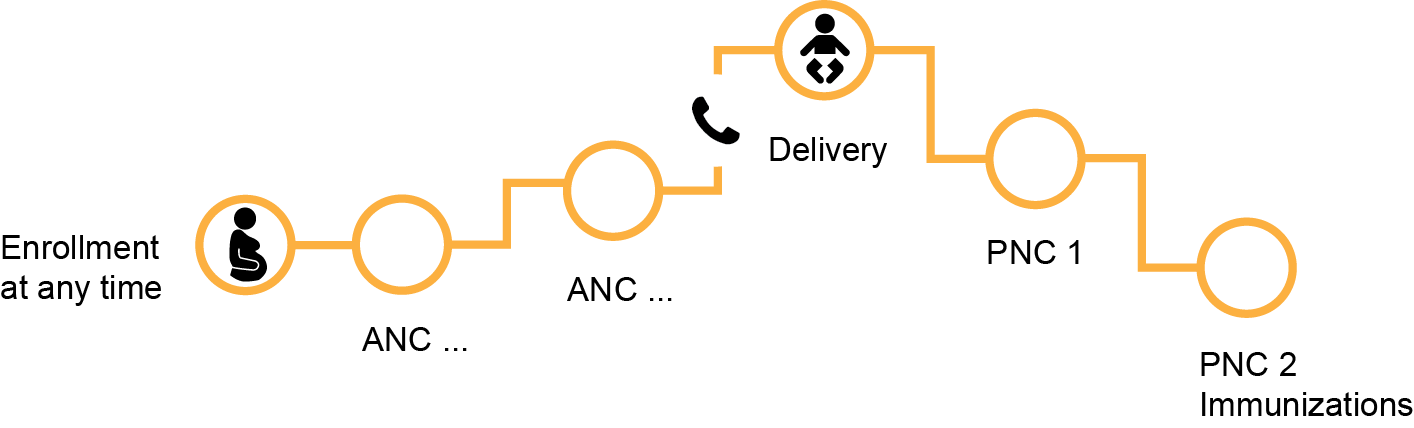 Enrollment
at any time
ANC ...
ANC ...
Delivery
PNC 1
PNC 2
Immunizations